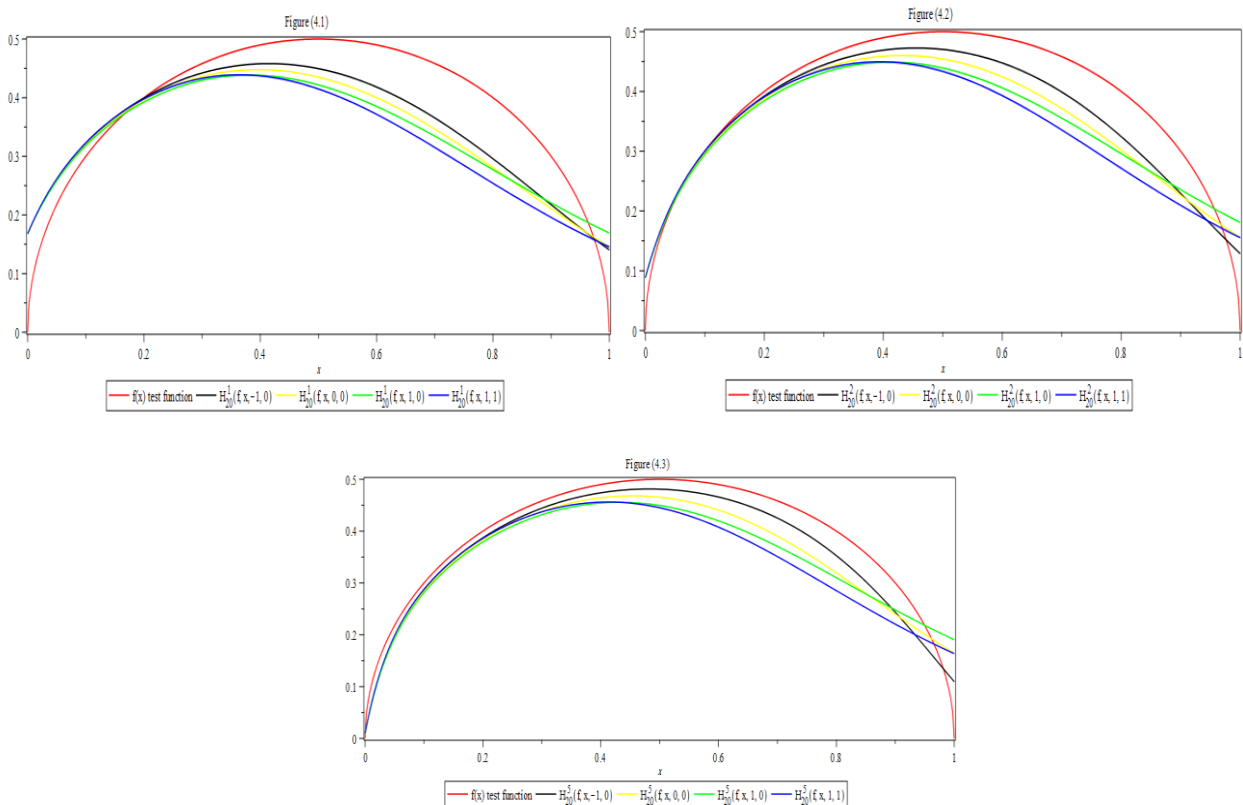 Figure (4.1)
0.5
0.4
0.3
0.2
0.1
0
0 0.2 0.4 0.6 0.8 1
x
f(x) test function H¹₂₀(f, x,−1, 0) H¹₂₀(f, x, 0, 0) H¹₂₀(f, x, 1, 0) H¹₂₀(f, x, 1, 1)
Figure (4.2)
0.5
0.4
0.3
0.2
0.1
0
0 0.2 0.4 0.6 0.8 1
x
f(x) test function H²₂₀(f, x,−1, 0) H²₂₀(f, x, 0, 0) H²₂₀(f, x, 1, 0) H²₂₀(f, x, 1, 1)
Figure (4.3)
0.5
0.4
0.3
0.2
0.1
0
0 0.2 0.4 0.6 0.8 1
x
f(x) test function H⁵₂₀(f, x,−1, 0) H⁵₂₀(f, x, 0, 0) H⁵₂₀(f, x, 1, 0) H⁵₂₀(f, x, 1, 1)